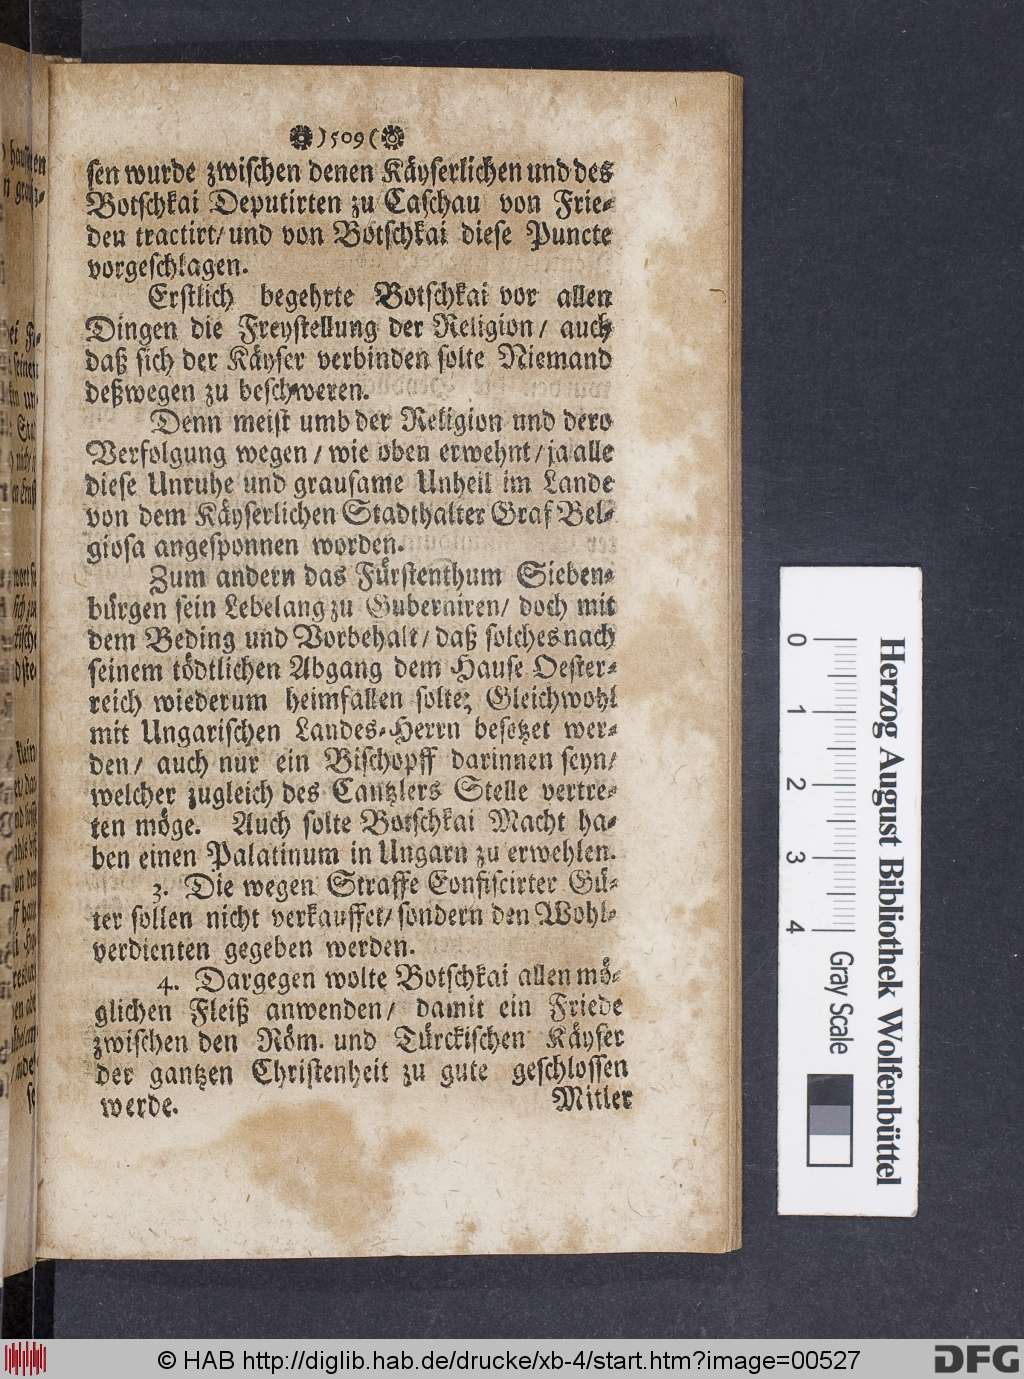 )509(
sen wurde zwischen denen Käyserlichen und des
Botschkai Deputirten zu Caschau von Frie-
den tractirt/ und von Botschkai diese Puncte
vorgeschlagen.
Erstlich begehrte Botschkai vor allen
Dingen die Freystellung der Religion/ auch
daß sich der Käyser verbinden solte Niemand
deßwegen zu beschweren.
Denn meist umb der Religion und dero
Verfolgung wegen/ wie oben erwehnt/ ja alle
diese Unruhe und grausame Unheil im Lande
von dem Käyserlichen Stadthalter Graf Bel-
giosa angesponnen worden.
Zum andern das Fürstenthum Sieben-
bürgen sein Lebelang zu Guberniren/ doch mit
dem Beding und Vorbehalt/ daß solches nach
seinem tödtlichen Abgang dem Hause Oester-
reich wiederum heimfallen solte; Gleichwohl
mit Ungarischen Landes-Herrn besetzet wer-
den/ auch nur ein Bischopff darinnen seyn/
welcher zugleich des Cantzlers Stelle vertre-
ten möge. Auch solte Botschkai Macht ha-
ben einen Palatinum in Ungarn zu erwehlen.
3. Die wegen Straffe Confiscirter Gü-
ter sollen nicht verkauffet/ sondern den Wohl-
verdienten gegeben werden.
4. Dargegen wolte Botschkai allen mö-
glichen Fleiß anwenden/ damit ein Friede
zwischen den Röm. und Türckischen Käyser
der gantzen Christenheit zu gute geschlossen
werde.
Mitler
0 1 2 3 4
Gray Scale
Herzog August Bibliothek Wolfenbüttel
© HAB http://diglib.hab.de/drucke/xb-4/start.htm?image=00527
DFG